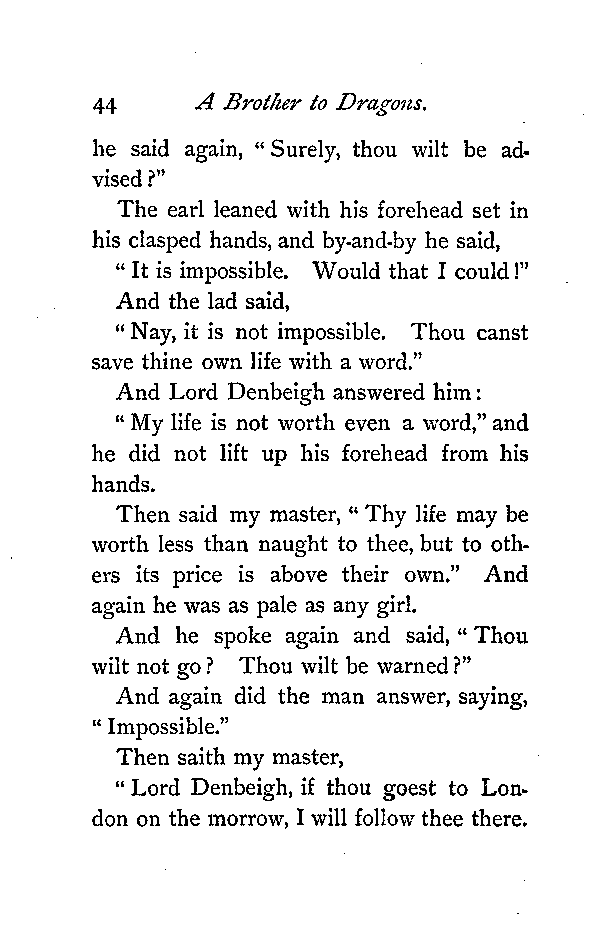 44 A Brother to Dragons.
he said again, “Surely, thou wilt be ad-
vised?”
The earl leaned with his forehead set in
his clasped hands, and by-and-by he said,
“It is impossible. Would that I could!”
And the lad said,
“Nay, it is not impossible. Thou canst
save thine own life with a word.”
And Lord Denbeigh answered him:
“My life is not worth even a word,” and
he did not lift up his forehead from his
hands.
Then said my master, “Thy life may be
worth less than naught to thee, but to oth-
ers its price is above their own.” And
again he was as pale as any girl.
And he spoke again and said, “Thou
wilt not go? Thou wilt be warned?”
And again did the man answer, saying,
“Impossible.”
Then saith my master,
“Lord Denbeigh, if thou goest to Lon-
don on the morrow, I will follow thee there.